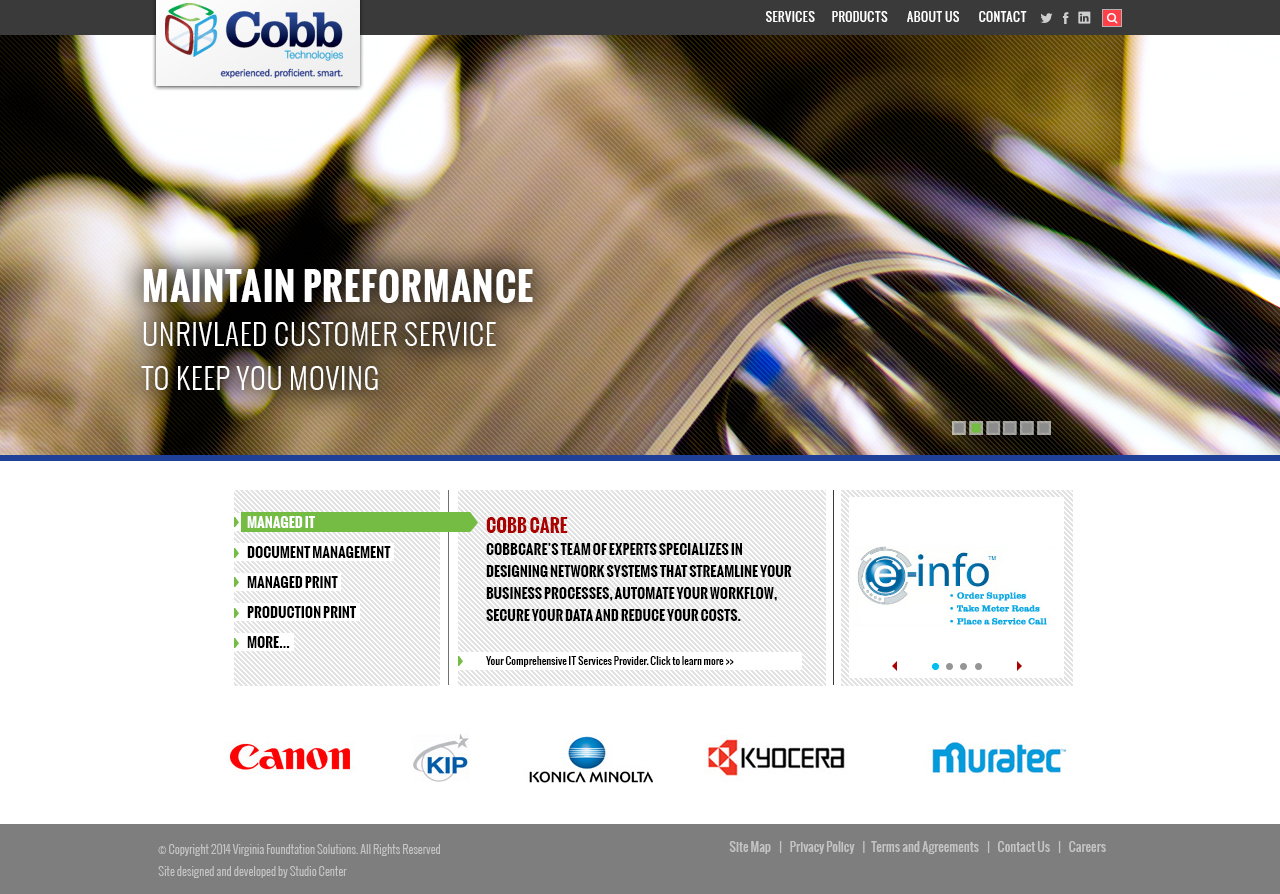 Cobb
Technologies
experienced. proficient. smart.
SERVICES PRODUCTS ABOUT US CONTACT
MAINTAIN PREFORMANCE
UNRIVLAED CUSTOMER SERVICE
TO KEEP YOU MOVING
MANAGED IT
DOCUMENT MANAGEMENT
MANAGED PRINT
PRODUCTION PRINT
MORE...
COBB CARE
COBBCARE'S TEAM OF EXPERTS SPECIALIZES IN
DESIGNING NETWORK SYSTEMS THAT STREAMLINE YOUR
BUSINESS PROCESSES, AUTOMATE YOUR WORKFLOW,
SECURE YOUR DATA AND REDUCE YOUR COSTS.
Your Comprehensive IT Services Provider. Click to learn more >>
e-info™
• Order Supplies
• Take Meter Reads
• Place a Service Call
Canon
KIP
KONICA MINOLTA
KYOCERA
muratec™
© Copyright 2014 Virginia Foundtation Solutions. All Rights Reserved
Site designed and developed by Studio Center
Site Map | Privacy Policy | Terms and Agreements | Contact Us | Careers